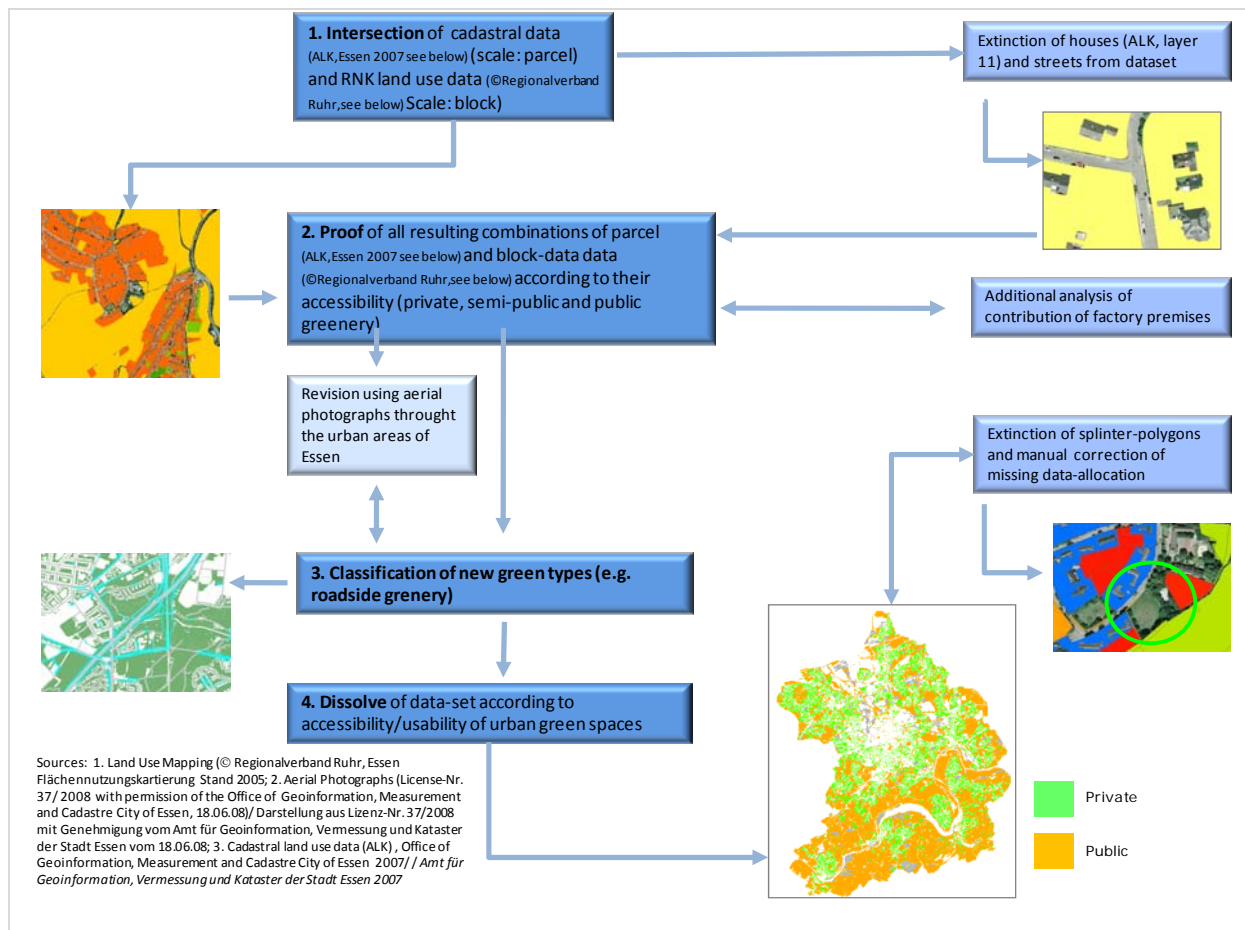 1. Intersection of cadastral data
(ALK,Essen 2007 see below) (scale: parcel)
and RNK land use data (©Regionalverband
Ruhr,see below) Scale: block)
Extinction of houses (ALK, layer
11) and streets from dataset
2. Proof of all resulting combinations of parcel
(ALK,Essen 2007 see below) and block-data data
(©Regionalverband Ruhr,see below) according to their
accessibility (private, semi-public and public
greenery)
Additional analysis of
contribution of factory premises
Revision using aerial
photographs throught
the urban areas of
Essen
Extinction of splinter-polygons
and manual correction of
missing data-allocation
3. Classification of new green types (e.g.
roadside grenery)
4. Dissolve of data-set according to
accessibility/usability of urban green spaces
Sources: 1. Land Use Mapping (© Regionalverband Ruhr, Essen
Flächennutzungskartierung Stand 2005; 2. Aerial Photographs (License-Nr.
37/ 2008 with permission of the Office of Geoinformation, Measurement
and Cadastre City of Essen, 18.06.08)/ Darstellung aus Lizenz-Nr. 37/2008
mit Genehmigung vom Amt für Geoinformation, Vermessung und Kataster
der Stadt Essen vom 18.06.08; 3. Cadastral land use data (ALK) , Office of
Geoinformation, Measurement and Cadastre City of Essen 2007/ / Amt für
Geoinformation, Vermessung und Kataster der Stadt Essen 2007
Private
Public